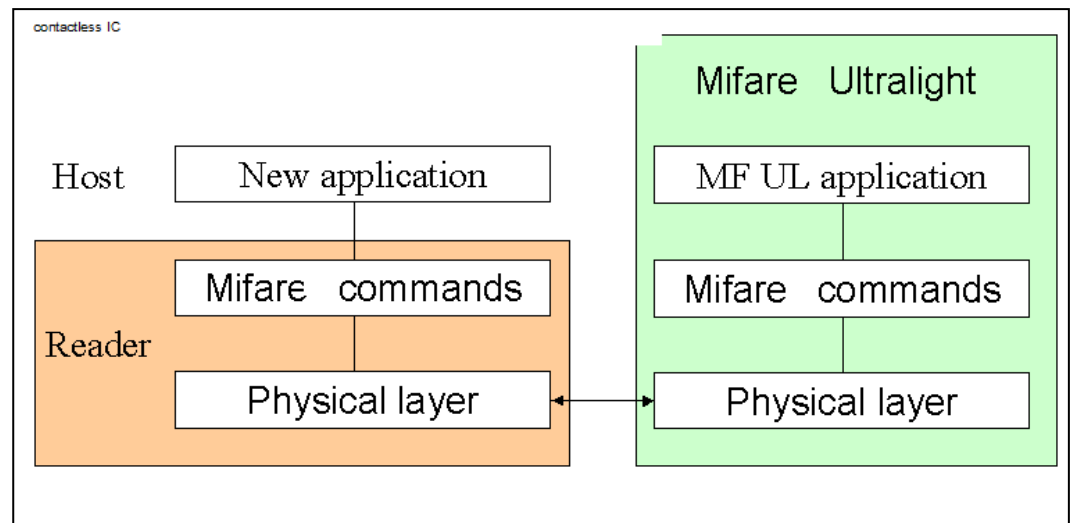 contactless IC
Mifare Ultralight
Host
New application
MF UL application
Mifare commands
Mifare commands
Reader
Physical layer
Physical layer